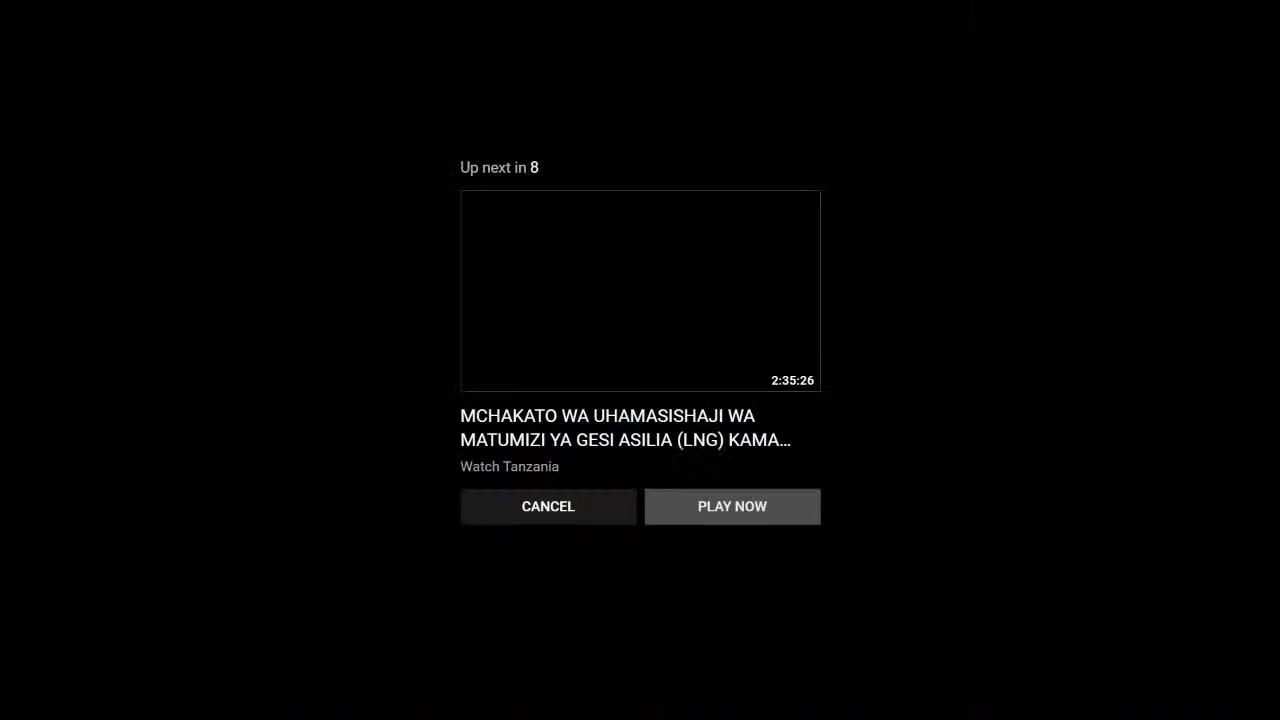 Up next in 8
2:35:26
MCHAKATO WA UHAMASISHAJI WA
MATUMIZI YA GESI ASILIA (LNG) KAMA...
Watch Tanzania
CANCEL
PLAY NOW